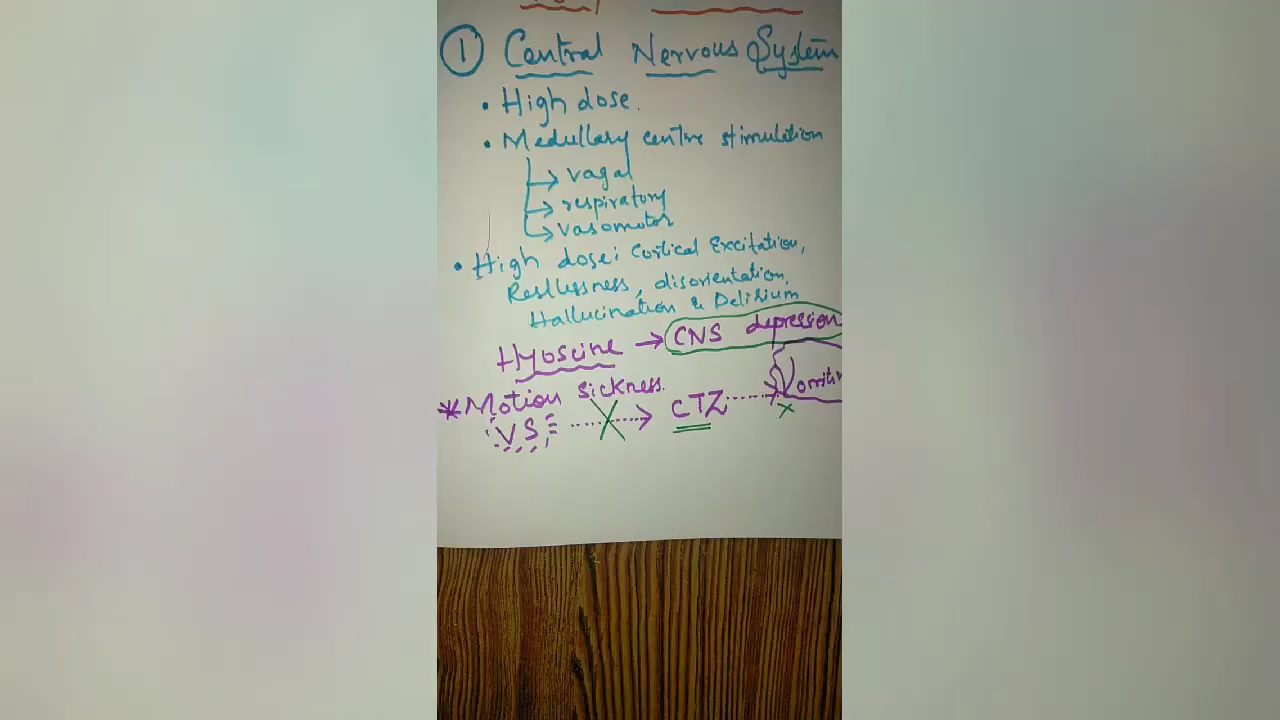 ① Central Nervous System
• High dose.
• Medullary centre stimulation
→ vagal
→ respiratory
→ vasomotor
• High dose; Cortical Excitation,
Restlessness, disorientation,
Hallucination & Delirium
Hyoscine → CNS depression
* Motion sickness.
VS → CTZ → Vomitin
X X